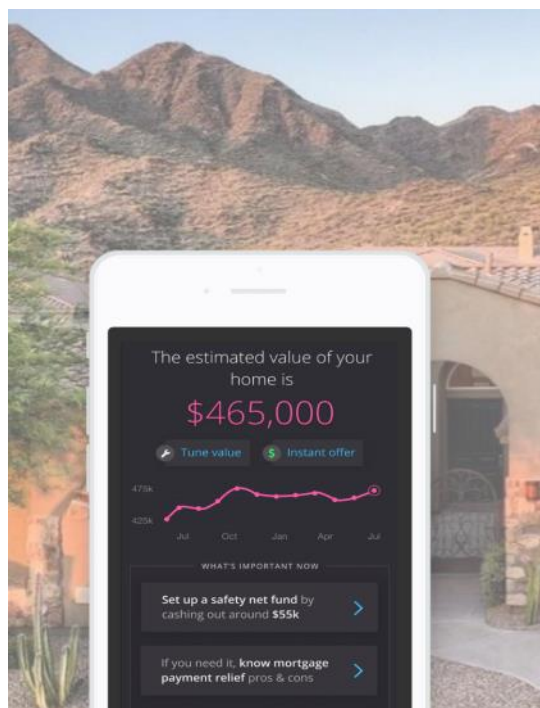 The estimated value of your
home is
$465,000
Tune value
$ Instant offer
475k
425k
Jul Oct Jan Apr Jul
WHAT'S IMPORTANT NOW
Set up a safety net fund by
cashing out around $55k
If you need it, know mortgage
payment relief pros & cons